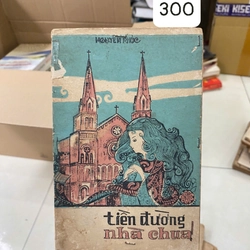 300
tiền đường
nhà chúa